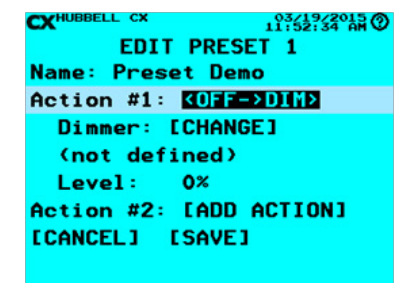 CX HUBBELL CX 03/19/2015 11:52:34 AM ?
EDIT PRESET 1
Name: Preset Demo
Action #1: <OFF->DIM>
Dimmer: [CHANGE]
(not defined)
Level: 0%
Action #2: [ADD ACTION]
[CANCEL] [SAVE]